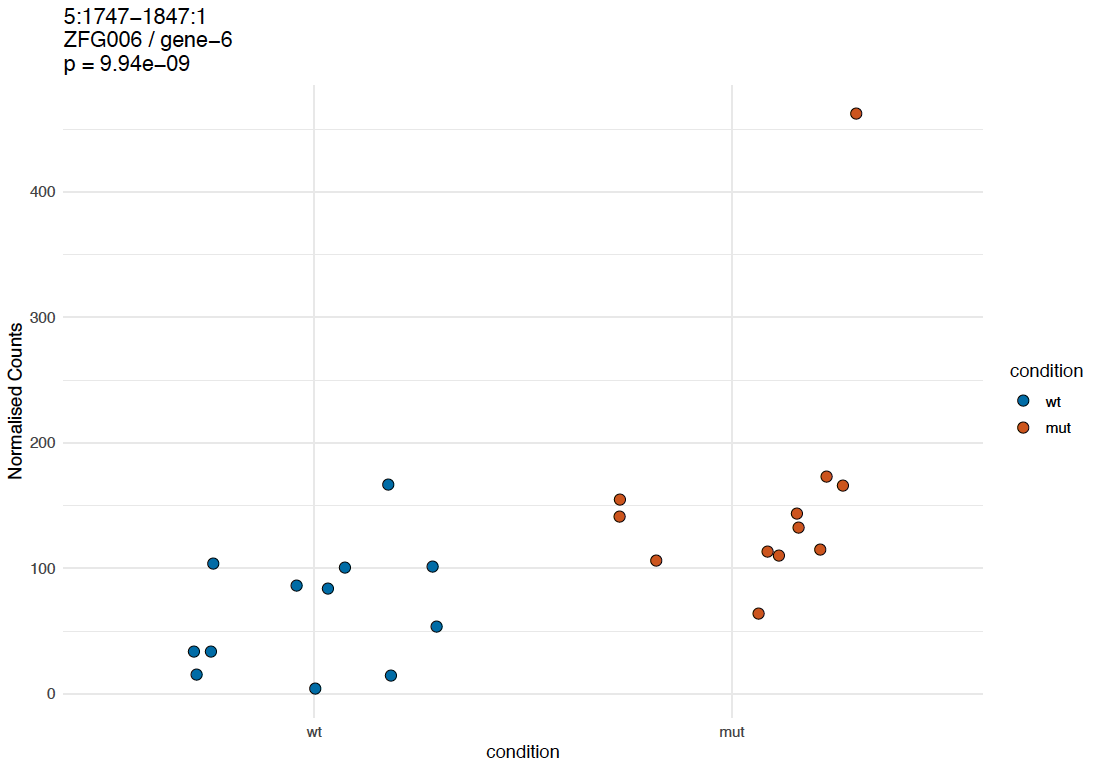 5:1747−1847:1
ZFG006 / gene−6
p = 9.94e−09
400
300
200
100
0
Normalised Counts
wt
mut
condition
condition
wt
mut